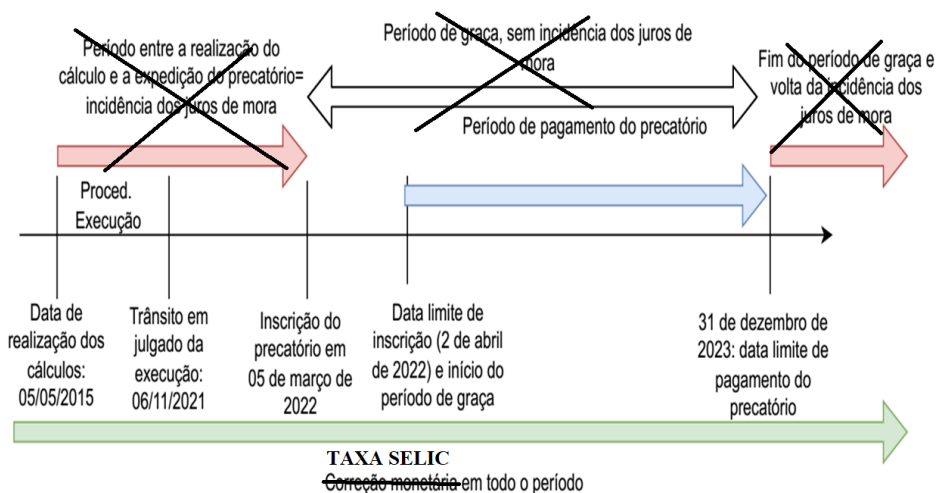 Período entre a realização do
cálculo e a expedição do precatório=
incidência dos juros de mora
Período de graça, sem incidência dos juros de
mora
Período de pagamento do precatório
Fim do período de graça e
volta da incidência dos
juros de mora
Proced.
Execução
Data de
realização dos
cálculos:
05/05/2015
Trânsito em
julgado da
execução:
06/11/2021
Inscrição do
precatório em
05 de março de
2022
Data limite de
inscrição (2 de abril
de 2022) e início do
período de graça
31 de dezembro de
2023: data limite de
pagamento do
precatório
TAXA SELIC
Correção monetária em todo o período